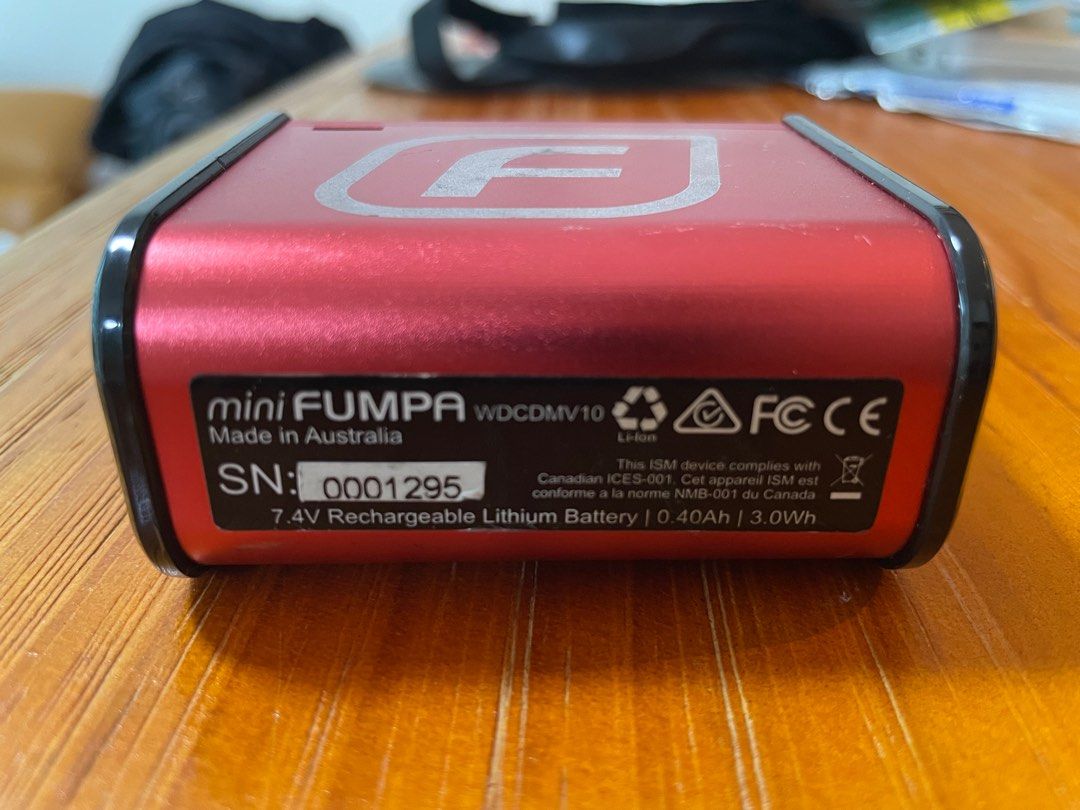 F
mini FUMPA WDCDMV10
Li-Ion
FC CE
Made in Australia
SN: 0001295
This ISM device complies with
Canadian ICES-001. Cet appareil ISM est
conforme a la norme NMB-001 du Canada
7.4V Rechargeable Lithium Battery | 0.40Ah | 3.0Wh